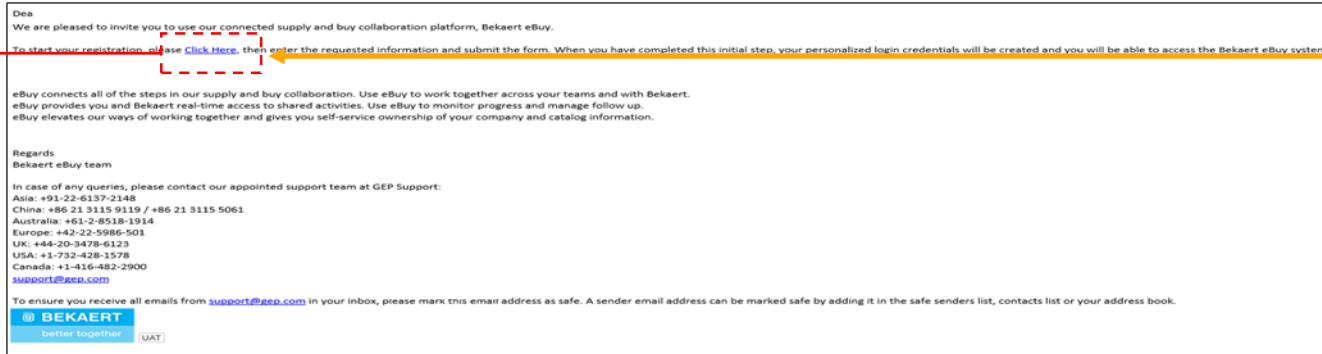 Dea
We are pleased to invite you to use our connected supply and buy collaboration platform, Bekaert eBuy.
To start your registration, please Click Here, then enter the requested information and submit the form. When you have completed this initial step, your personalized login credentials will be created and you will be able to access the Bekaert eBuy system
eBuy connects all of the steps in our supply and buy collaboration. Use eBuy to work together across your teams and with Bekaert.
eBuy provides you and Bekaert real-time access to shared activities. Use eBuy to monitor progress and manage follow up.
eBuy elevates our ways of working together and gives you self-service ownership of your company and catalog information.
Regards
Bekaert eBuy team
In case of any queries, please contact our appointed support team at GEP Support:
Asia: +91-22-6137-2148
China: +86 21 3115 9119 / +86 21 3115 5061
Australia: +61-2-8518-1914
Europe: +42-22-5986-501
UK: +44-20-3478-6123
USA: +1-732-428-1578
Canada: +1-416-482-2900
support@gep.com
To ensure you receive all emails from support@gep.com in your inbox, please mark this email address as safe. A sender email address can be marked safe by adding it in the safe senders list, contacts list or your address book.
BEKAERT
better together
UAT